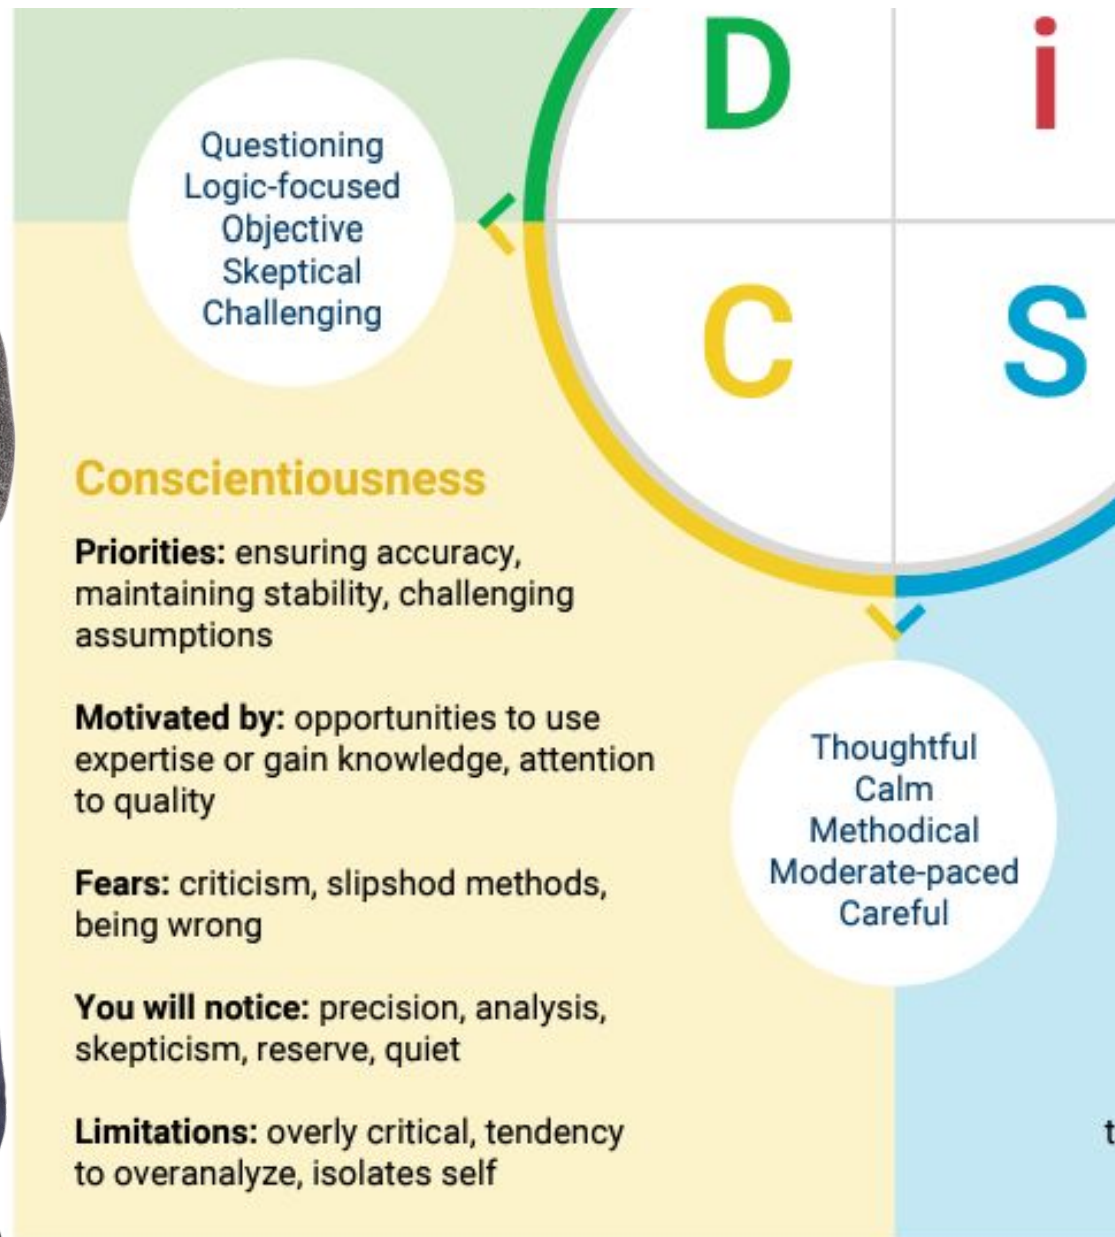 D
i
Questioning
Logic-focused
Objective
Skeptical
Challenging
C
S
Conscientiousness
Priorities: ensuring accuracy,
maintaining stability, challenging
assumptions
Motivated by: opportunities to use
expertise or gain knowledge, attention
to quality
Thoughtful
Calm
Methodical
Moderate-paced
Careful
Fears: criticism, slipshod methods,
being wrong
You will notice: precision, analysis,
skepticism, reserve, quiet
Limitations: overly critical, tendency
to overanalyze, isolates self
t